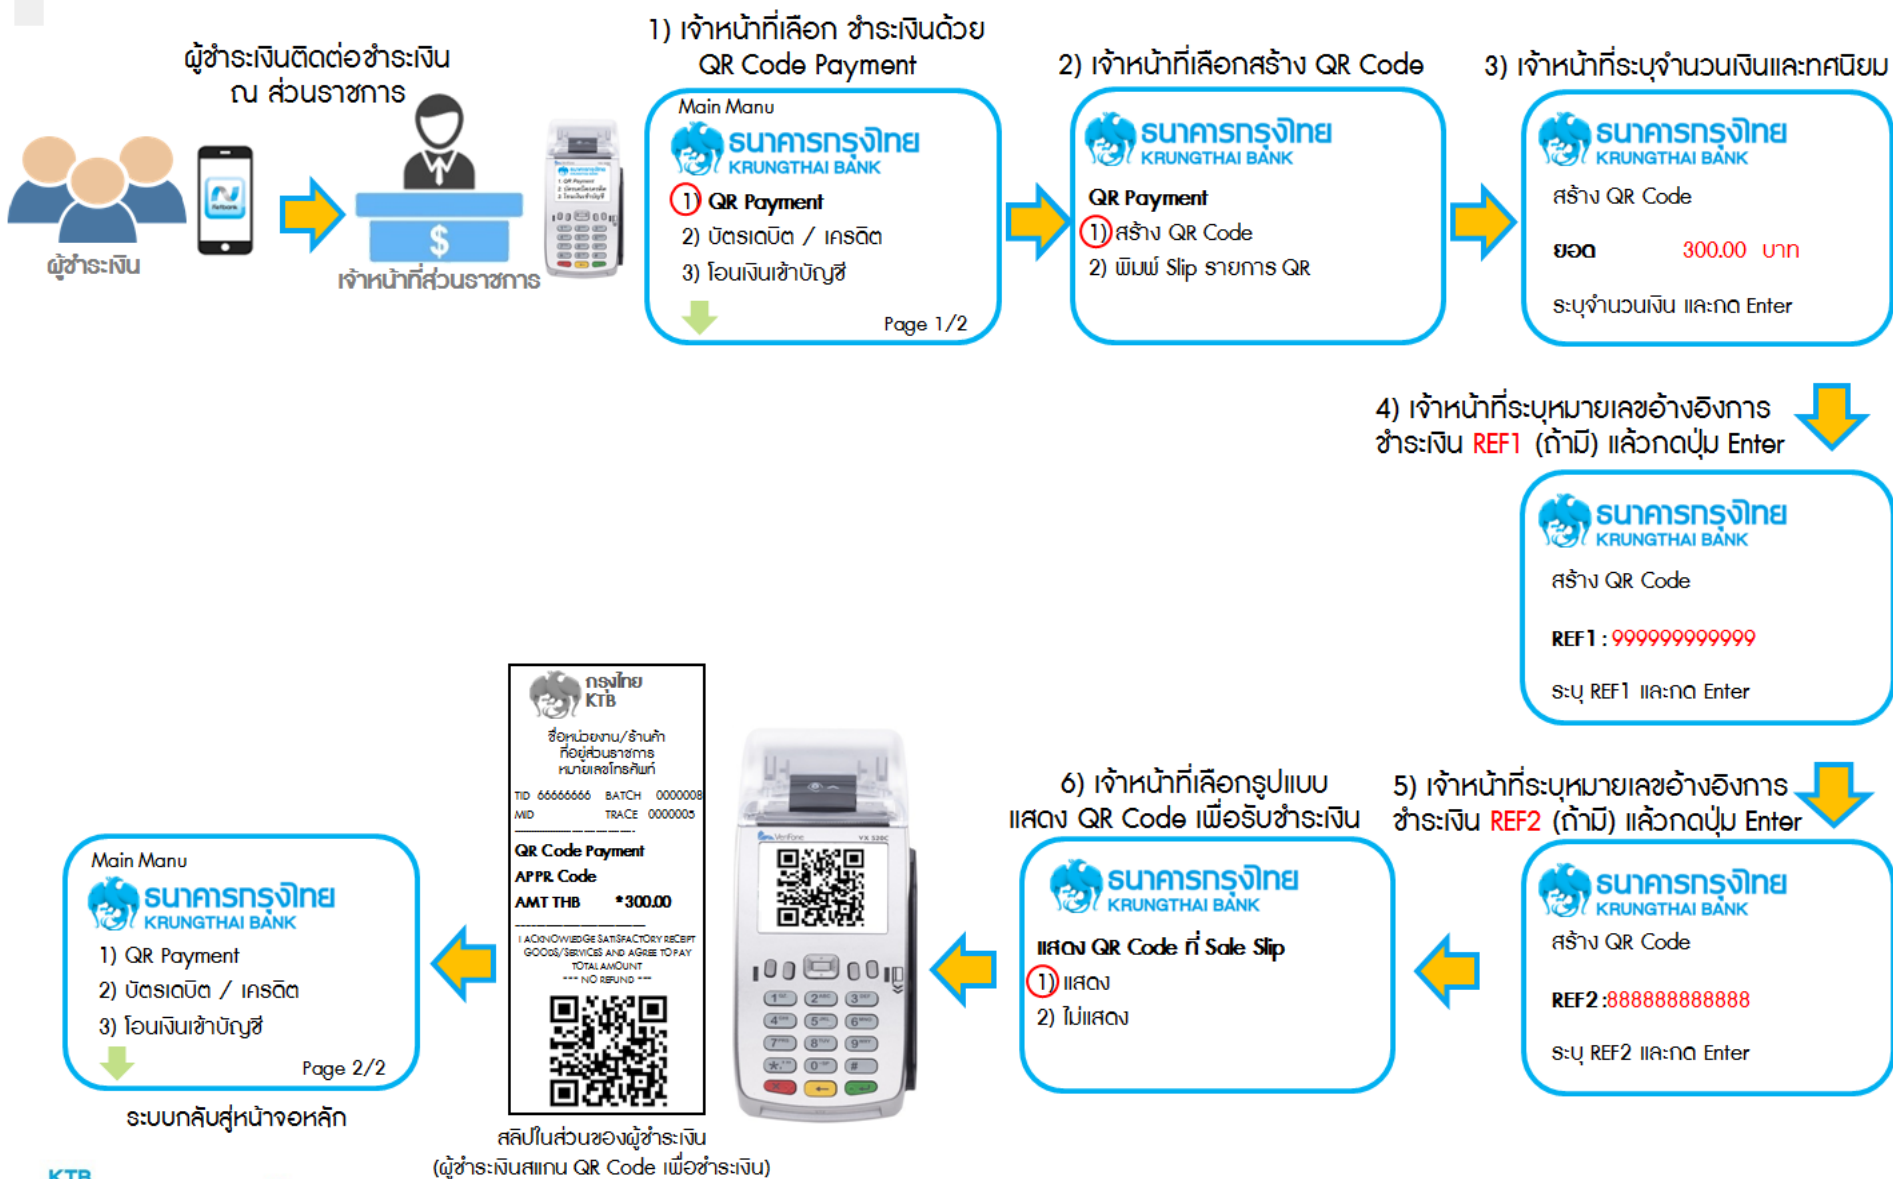 ผู้ชำระเงินติดต่อชำระเงิน
ณ ส่วนราชการ
ผู้ชำระเงิน
เจ้าหน้าที่ส่วนราชการ
1) เจ้าหน้าที่เลือก ชำระเงินด้วย
QR Code Payment
Main Manu
ธนาคารกรุงไทย
KRUNGTHAI BANK
1) QR Payment
2) บัตรเดบิต / เครดิต
3) โอนเงินเข้าบัญชี
Page 1/2
2) เจ้าหน้าที่เลือกสร้าง QR Code
ธนาคารกรุงไทย
KRUNGTHAI BANK
QR Payment
1) สร้าง QR Code
2) พิมพ์ Slip รายการ QR
3) เจ้าหน้าที่ระบุจำนวนเงินและทศนิยม
ธนาคารกรุงไทย
KRUNGTHAI BANK
สร้าง QR Code
ยอด 300.00 บาท
ระบุจำนวนเงิน และกด Enter
4) เจ้าหน้าที่ระบุหมายเลขอ้างอิงการ
ชำระเงิน REF1 (ถ้ามี) แล้วกดปุ่ม Enter
ธนาคารกรุงไทย
KRUNGTHAI BANK
สร้าง QR Code
REF1 : 999999999999
ระบุ REF1 และกด Enter
5) เจ้าหน้าที่ระบุหมายเลขอ้างอิงการ
ชำระเงิน REF2 (ถ้ามี) แล้วกดปุ่ม Enter
ธนาคารกรุงไทย
KRUNGTHAI BANK
สร้าง QR Code
REF2 :888888888888
ระบุ REF2 และกด Enter
6) เจ้าหน้าที่เลือกรูปแบบ
แสดง QR Code เพื่อรับชำระเงิน
ธนาคารกรุงไทย
KRUNGTHAI BANK
แสดง QR Code ที่ Sale Slip
1) แสดง
2) ไม่แสดง
VeriFone VX 520C
กรุงไทย
KTB
ชื่อหน่วยงาน/ร้านค้า
ที่อยู่ส่วนราชการ
หมายเลขโทรศัพท์
TID 66666666 BATCH 0000008
MID TRACE 0000005
QR Code Payment
APPR. Code
AMT THB *300.00
I ACKNOWLEDGE SATISFACTORY RECEIPT
GOODS/SERVICES AND AGREE TO PAY
TOTAL AMOUNT
*** NO REFUND ***
สลิปในส่วนของผู้ชำระเงิน
(ผู้ชำระเงินสแกน QR Code เพื่อชำระเงิน)
Main Manu
ธนาคารกรุงไทย
KRUNGTHAI BANK
1) QR Payment
2) บัตรเดบิต / เครดิต
3) โอนเงินเข้าบัญชี
Page 2/2
ระบบกลับสู่หน้าจอหลัก
KTB